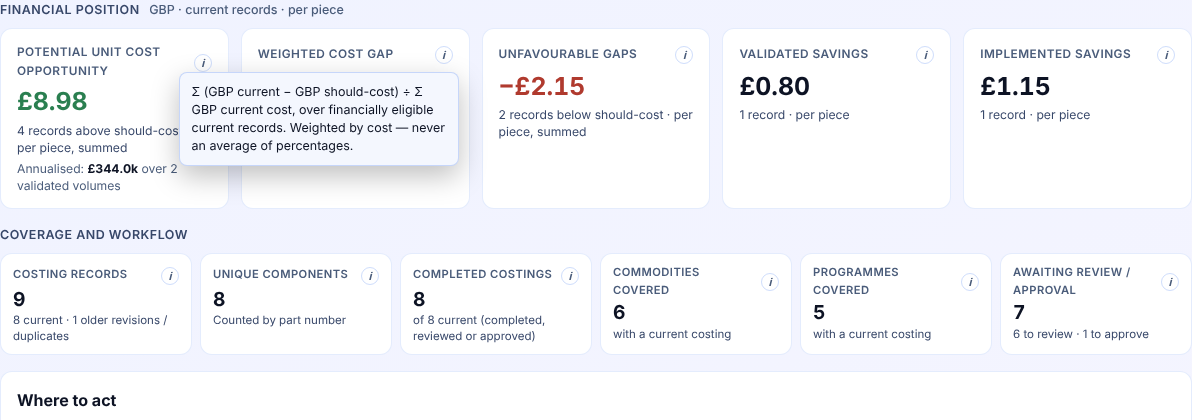 FINANCIAL POSITION GBP · current records · per piece
POTENTIAL UNIT COST
OPPORTUNITY
i
£8.98
4 records above should-cos
per piece, summed
Annualised: £344.0k over 2
validated volumes
WEIGHTED COST GAP
i
Σ (GBP current − GBP should-cost) ÷ Σ
GBP current cost, over financially eligible
current records. Weighted by cost — never
an average of percentages.
UNFAVOURABLE GAPS
i
−£2.15
2 records below should-cost · per
piece, summed
VALIDATED SAVINGS
i
£0.80
1 record · per piece
IMPLEMENTED SAVINGS
i
£1.15
1 record · per piece
COVERAGE AND WORKFLOW
COSTING RECORDS
i
9
8 current · 1 older revisions /
duplicates
UNIQUE COMPONENTS
i
8
Counted by part number
COMPLETED COSTINGS
i
8
of 8 current (completed,
reviewed or approved)
COMMODITIES
COVERED
i
6
with a current costing
PROGRAMMES
COVERED
i
5
with a current costing
AWAITING REVIEW /
APPROVAL
i
7
6 to review · 1 to approve
Where to act